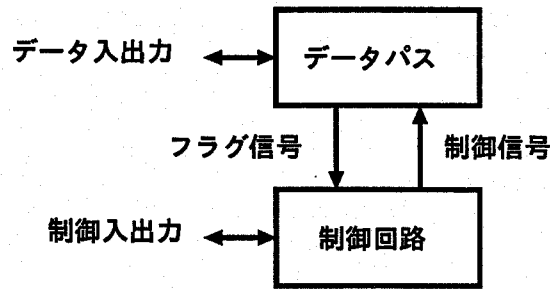 データ入出力
データパス
フラグ信号
制御信号
制御入出力
制御回路